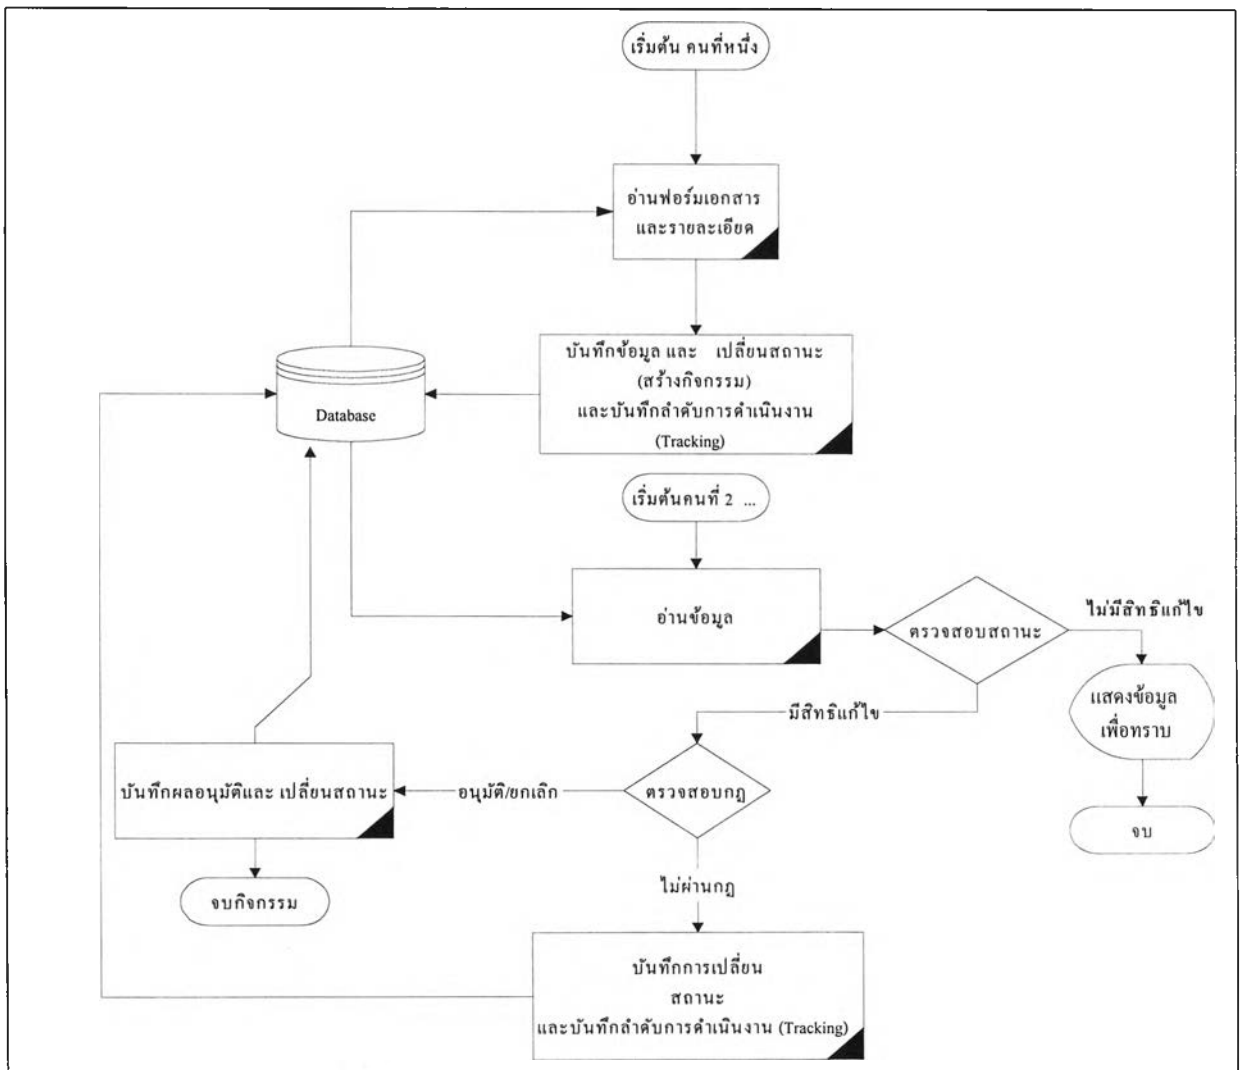 เริ่มต้น คนที่หนึ่ง
อ่านฟอร์มเอกสาร
และรายละเอียด
บันทึกข้อมูล และ เปลี่ยนสถานะ
(สร้างกิจกรรม)
และบันทึกลำดับการดำเนินงาน
(Tracking)
Database
เริ่มต้นคนที่ 2 ...
อ่านข้อมูล
ตรวจสอบสถานะ
ไม่มีสิทธิแก้ไข
แสดงข้อมูล
เพื่อทราบ
จบ
มีสิทธิแก้ไข
ตรวจสอบกฎ
อนุมัติ/ยกเลิก
บันทึกผลอนุมัติและ เปลี่ยนสถานะ
จบกิจกรรม
ไม่ผ่านกฎ
บันทึกการเปลี่ยน
สถานะ
และบันทึกลำดับการดำเนินงาน (Tracking)